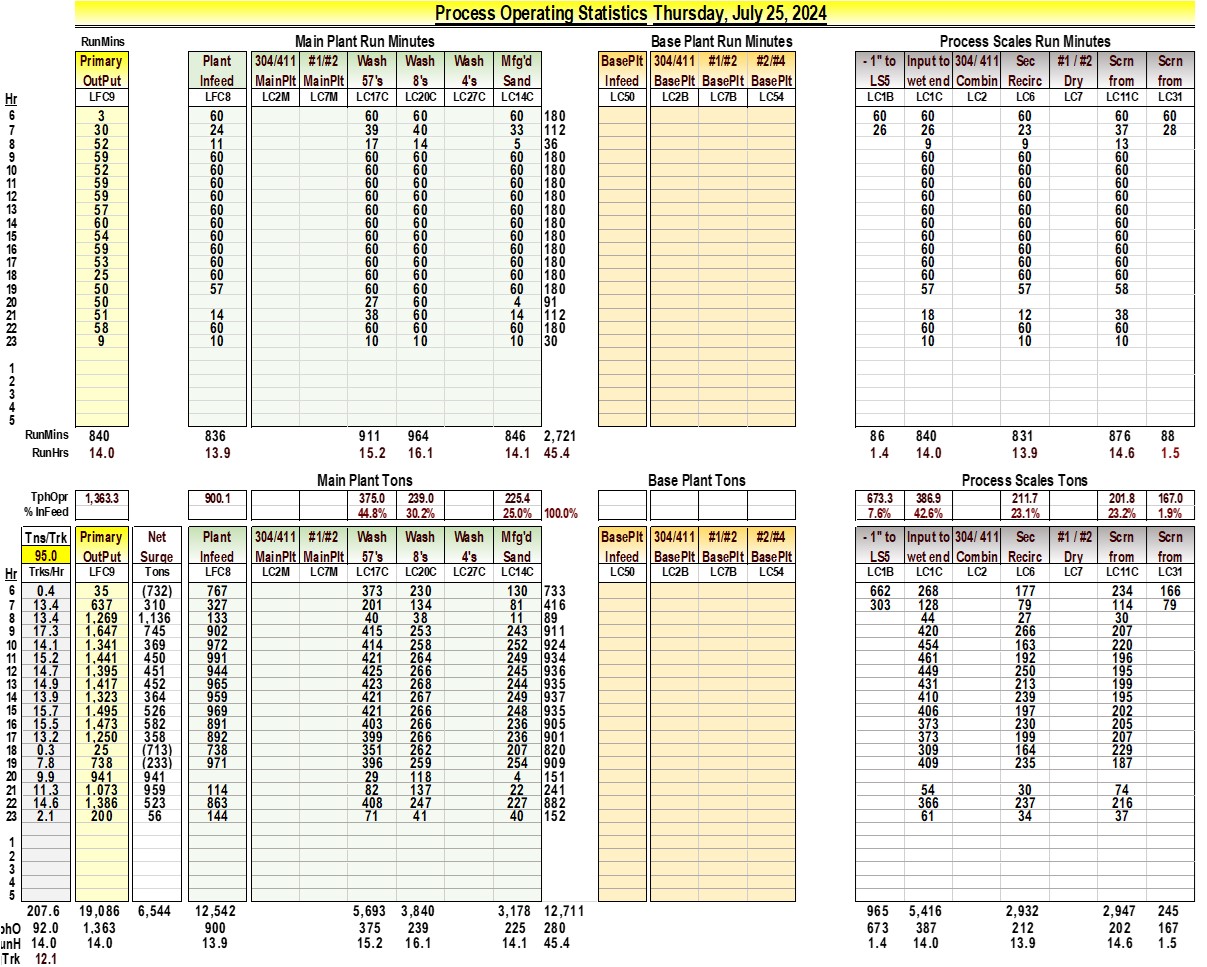 Process Operating Statistics Thursday, July 25, 2024
RunMins Main Plant Run Minutes Base Plant Run Minutes Process Scales Run Minutes
Primary Plant 304/411 #1/#2 Wash Wash Wash Mfg'd BasePlt 304/411 #1/#2 #2/#4 - 1" to Input to 304/ 411 Sec #1 / #2 Scrn Scrn
OutPut Infeed MainPlt MainPlt 57's 8's 4's Sand Infeed BasePlt BasePlt BasePlt LS5 wet end Combin Recirc Dry from from
Hr LFC9 LFC8 LC2M LC7M LC17C LC20C LC27C LC14C LC50 LC2B LC7B LC54 LC1B LC1C LC2 LC6 LC7 LC11C LC31
6 3 60 60 60 60 180 60 60 60 60 60
7 30 24 39 40 33 112 26 26 23 37 28
8 52 11 17 14 5 36 9 9 13
9 59 60 60 60 60 180 60 60 60
10 52 60 60 60 60 180 60 60 60
11 59 60 60 60 60 180 60 60 60
12 59 60 60 60 60 180 60 60 60
13 57 60 60 60 60 180 60 60 60
14 60 60 60 60 60 180 60 60 60
15 54 60 60 60 60 180 60 60 60
16 59 60 60 60 60 180 60 60 60
17 53 60 60 60 60 180 60 60 60
18 25 60 60 60 60 180 60 60 60
19 50 57 60 60 60 180 57 57 58
20 50 27 60 4 91
21 51 14 38 60 14 112 18 12 38
22 58 60 60 60 60 180 60 60 60
23 9 10 10 10 10 30 10 10 10
1
2
3
4
5
RunMins 840 836 911 964 846 2,721 86 840 831 876 88
RunHrs 14.0 13.9 15.2 16.1 14.1 45.4 1.4 14.0 13.9 14.6 1.5
Main Plant Tons Base Plant Tons Process Scales Tons
TphOpr 1,363.3 900.1 375.0 239.0 225.4 673.3 386.9 211.7 201.8 167.0
% InFeed 44.8% 30.2% 25.0% 100.0% 7.6% 42.6% 23.1% 23.2% 1.9%
Tns/Trk Primary Net Plant 304/411 #1/#2 Wash Wash Wash Mfg'd BasePlt 304/411 #1/#2 #2/#4 - 1" to Input to 304/ 411 Sec #1 / #2 Scrn Scrn
95.0 OutPut Surge Infeed MainPlt MainPlt 57's 8's 4's Sand Infeed BasePlt BasePlt BasePlt LS5 wet end Combin Recirc Dry from from
Hr Trks/Hr LFC9 Tons LFC8 LC2M LC7M LC17C LC20C LC27C LC14C LC50 LC2B LC7B LC54 LC1B LC1C LC2 LC6 LC7 LC11C LC31
6 0.4 35 (732) 767 373 230 130 733 662 268 177 234 166
7 13.4 637 310 327 201 134 81 416 303 128 79 114 79
8 13.4 1,269 1,136 133 40 38 11 89 44 27 30
9 17.3 1,647 745 902 415 253 243 911 420 266 207
10 14.1 1,341 369 972 414 258 252 924 454 163 220
11 15.2 1,441 450 991 421 264 249 934 461 192 196
12 14.7 1,395 451 944 425 266 245 936 449 250 195
13 14.9 1,417 452 965 423 268 244 935 431 213 199
14 13.9 1,323 364 959 421 267 249 937 410 239 195
15 15.7 1,495 526 969 421 266 248 935 406 197 202
16 15.5 1,473 582 891 403 266 236 905 373 230 205
17 13.2 1,250 358 892 399 266 236 901 373 199 207
18 0.3 25 (713) 738 351 262 207 820 309 164 229
19 7.8 738 (233) 971 396 259 254 909 409 235 187
20 9.9 941 941 29 118 4 151
21 11.3 1,073 959 114 82 137 22 241 54 30 74
22 14.6 1,386 523 863 408 247 227 882 366 237 216
23 2.1 200 56 144 71 41 40 152 61 34 37
1
2
3
4
5
207.6 19,086 6,544 12,542 5,693 3,840 3,178 12,711 965 5,416 2,932 2,947 245
phO 92.0 1,363 900 375 239 225 280 673 387 212 202 167
unH 14.0 14.0 13.9 15.2 16.1 14.1 45.4 1.4 14.0 13.9 14.6 1.5
Trk 12.1